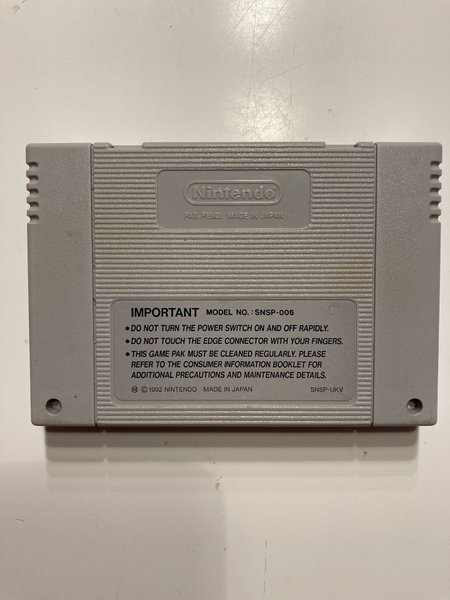 Nintendo
PAT. PEND. MADE IN JAPAN
IMPORTANT MODEL NO.: SNSP-006
• DO NOT TURN THE POWER SWITCH ON AND OFF RAPIDLY.
• DO NOT TOUCH THE EDGE CONNECTOR WITH YOUR FINGERS.
• THIS GAME PAK MUST BE CLEANED REGULARLY. PLEASE
REFER TO THE CONSUMER INFORMATION BOOKLET FOR
ADDITIONAL PRECAUTIONS AND MAINTENANCE DETAILS.
Ⓜ ©1992 NINTENDO MADE IN JAPAN SNSP-UKV